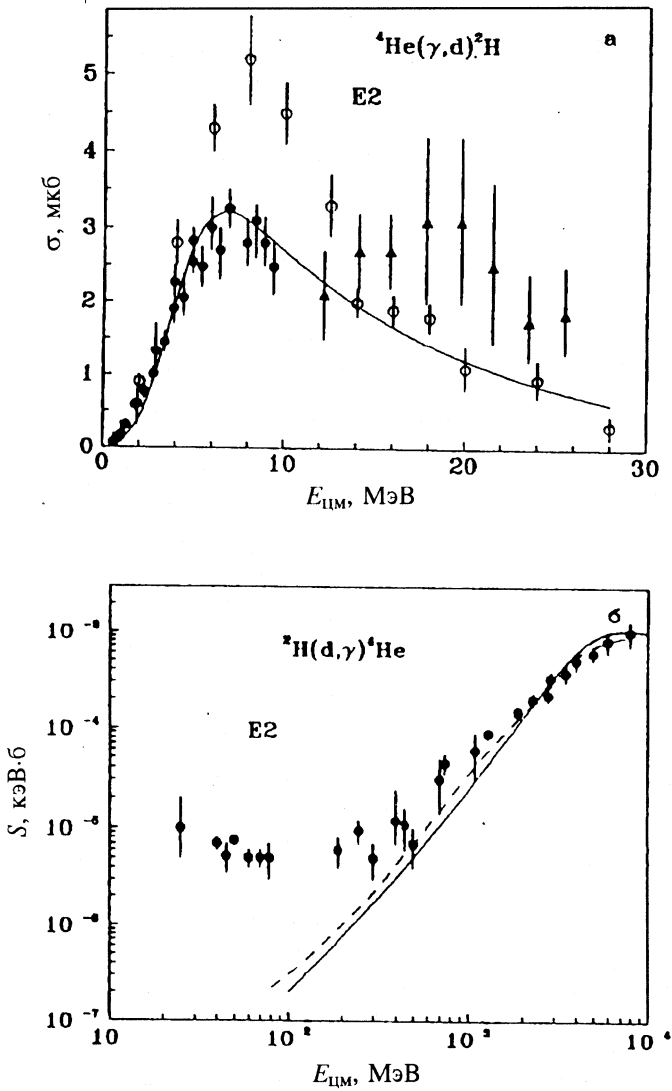 ⁴He(γ,d)²H
a
E2
5
4
3
2
1
0
σ, мкб
0 10 20 30
E_цм, МэВ
б
²H(d,γ)⁴He
E2
10⁻³
10⁻⁴
10⁻⁵
10⁻⁶
10⁻⁷
S, кэВ·б
10 10² 10³ 10⁴
E_цм, МэВ